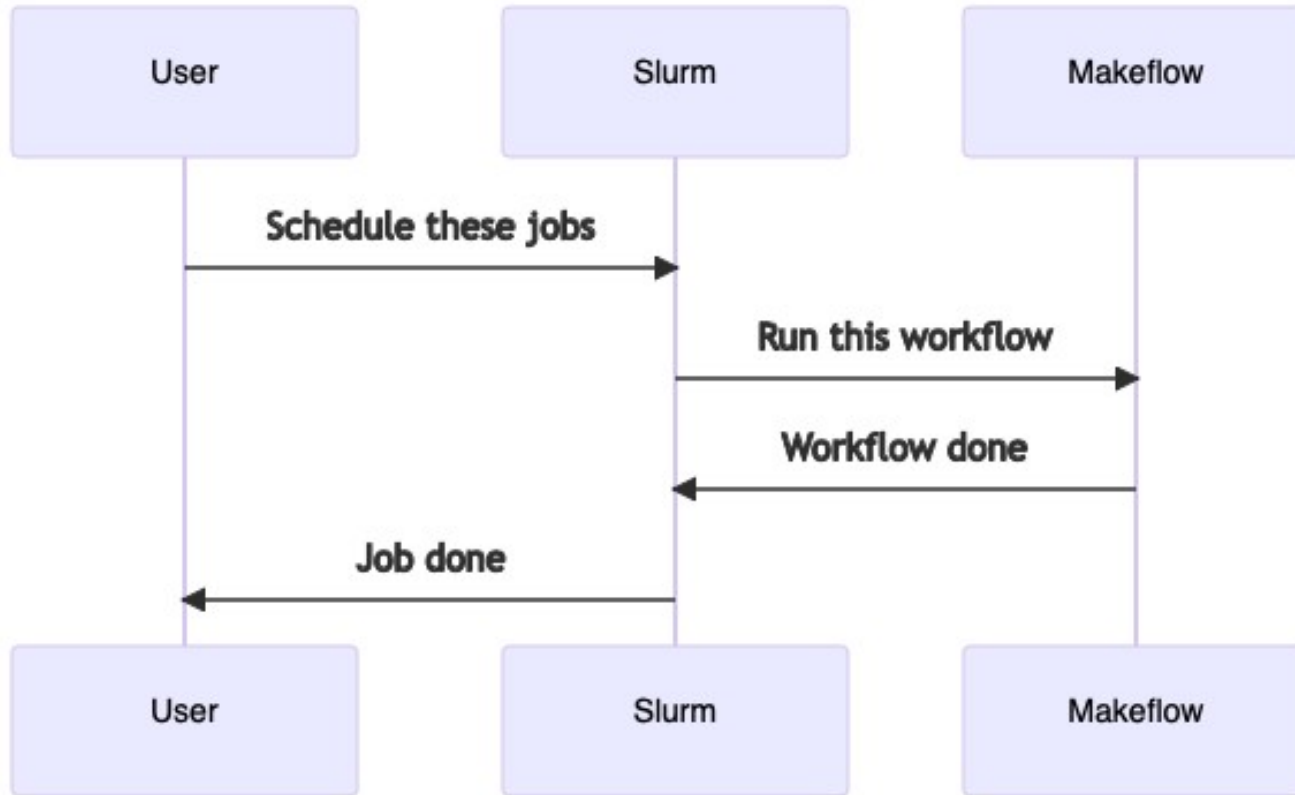 User
Slurm
Makeflow
Schedule these jobs
Run this workflow
Workflow done
Job done
User
Slurm
Makeflow